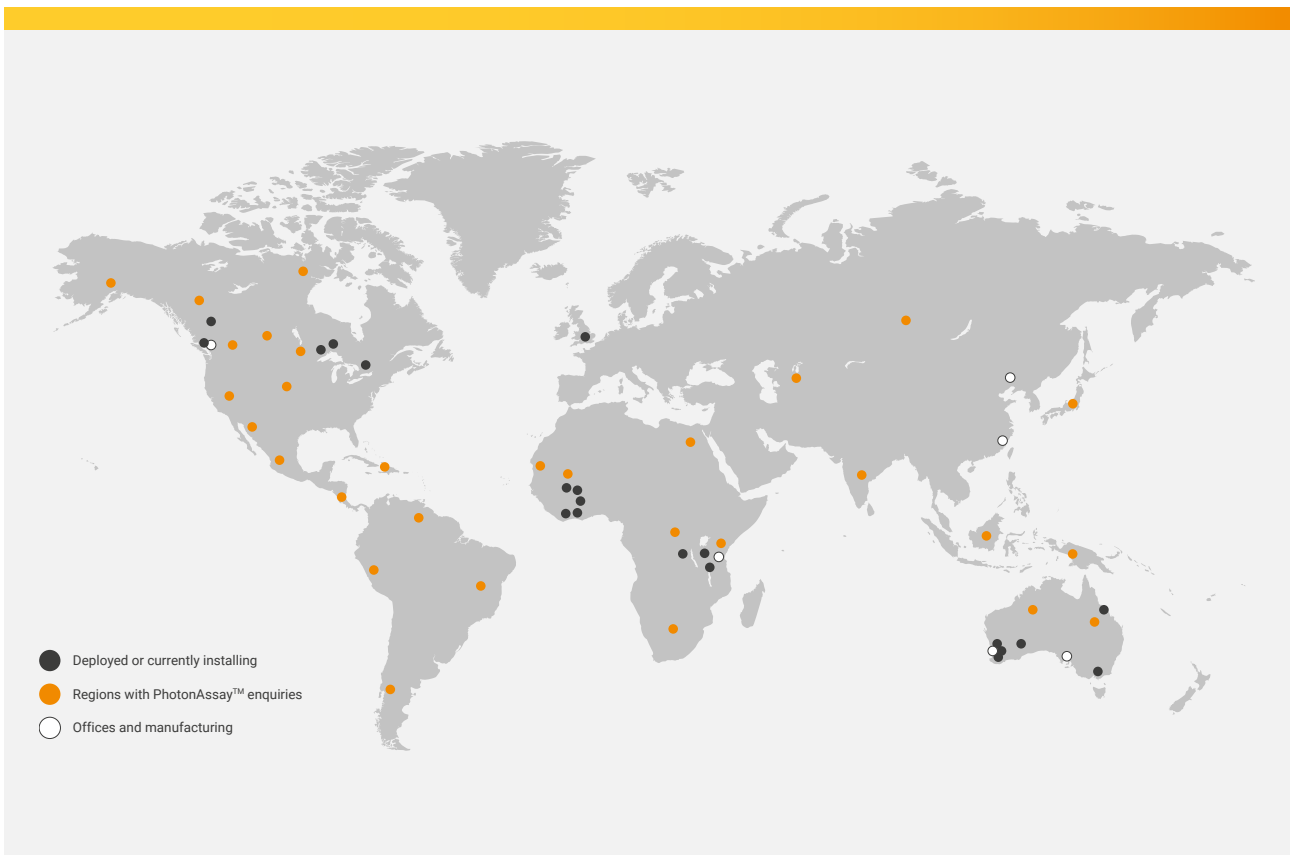 Deployed or currently installing
Regions with PhotonAssay™ enquiries
Offices and manufacturing